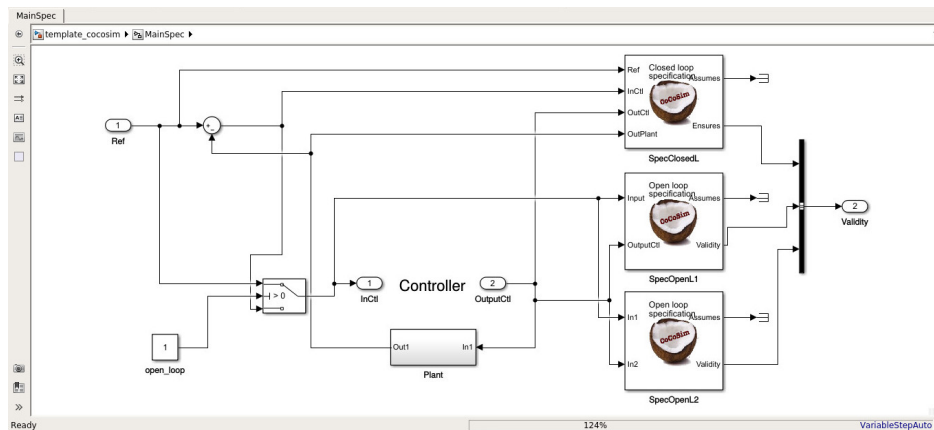 MainSpec
template_cocosim MainSpec
Closed loop
specification
Ref
Assumes
InCtl
CoCoSim
OutCtl
Ensures
OutPlant
SpecClosedL
1
Ref
+
-
Open loop
specification
Input
Assumes
CoCoSim
OutputCtl
Validity
SpecOpenL1
2
Validity
> 0
1
InCtl
Controller
2
OutputCtl
Open loop
specification
In1
Assumes
CoCoSim
In2
Validity
SpecOpenL2
1
open_loop
Out1
In1
Plant
Ready
124%
VariableStepAuto